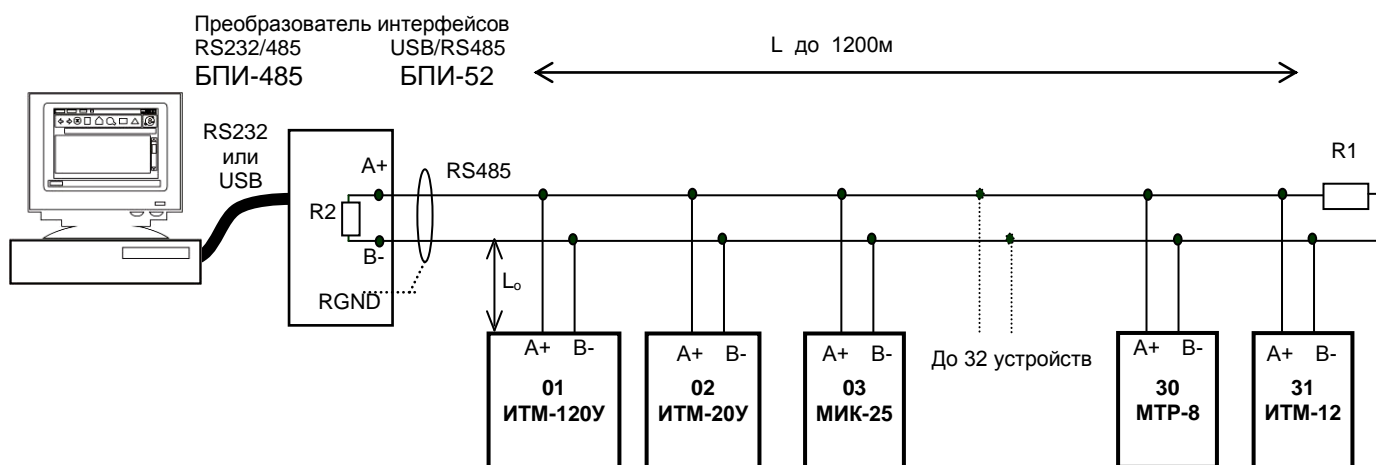 Преобразователь интерфейсов
RS232/485 USB/RS485
БПИ-485 БПИ-52
L до 1200м
RS232
или
USB
A+
RS485
R1
R2
B-
RGND
Lₒ
До 32 устройств
A+ B-
01
ИТМ-120У
A+ B-
02
ИТМ-20У
A+ B-
03
МИК-25
A+ B-
30
МТР-8
A+ B-
31
ИТМ-12